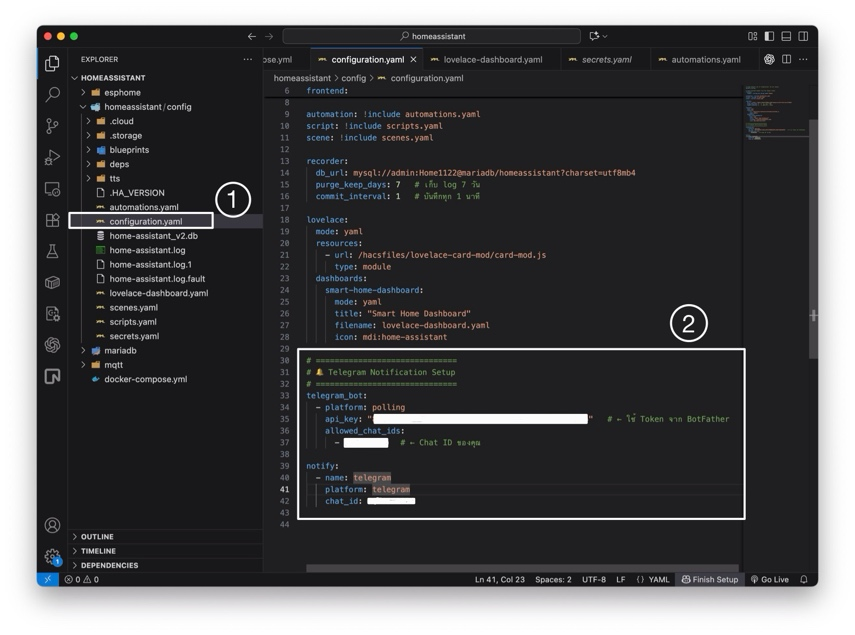 homeassistant
EXPLORER
ose.yml
configuration.yaml
lovelace-dashboard.yaml
secrets.yaml
automations.yaml
HOMEASSISTANT
esphome
homeassistant / config
.cloud
.storage
blueprints
deps
tts
.HA_VERSION
automations.yaml
configuration.yaml
home-assistant_v2.db
home-assistant.log
home-assistant.log.1
home-assistant.log.fault
lovelace-dashboard.yaml
scenes.yaml
scripts.yaml
secrets.yaml
mariadb
mqtt
docker-compose.yml
OUTLINE
TIMELINE
DEPENDENCIES
1
1
homeassistant > config > configuration.yaml
6 frontend:
8
9 automation: !include automations.yaml
10 script: !include scripts.yaml
11 scene: !include scenes.yaml
12
13 recorder:
14 db_url: mysql://admin:Home1122@mariadb/homeassistant?charset=utf8mb4
15 purge_keep_days: 7 # เก็บ log 7 วัน
16 commit_interval: 1 # บันทึกทุก 1 นาที
17
18 lovelace:
19 mode: yaml
20 resources:
21 - url: /hacsfiles/lovelace-card-mod/card-mod.js
22 type: module
23 dashboards:
24 smart-home-dashboard:
25 mode: yaml
26 title: "Smart Home Dashboard"
27 filename: lovelace-dashboard.yaml
28 icon: mdi:home-assistant
2
29
30 # ==============================
31 # 🔔 Telegram Notification Setup
32 # ==============================
33 telegram_bot:
34 - platform: polling
35 api_key: "" # ← ใช้ Token จาก BotFather
36 allowed_chat_ids:
37 - # ← Chat ID ของคุณ
38
39 notify:
40 - name: telegram
41 platform: telegram
42 chat_id:
43
44
0 0
Ln 41, Col 23
Spaces: 2
UTF-8
LF
{} YAML
Finish Setup
Go Live